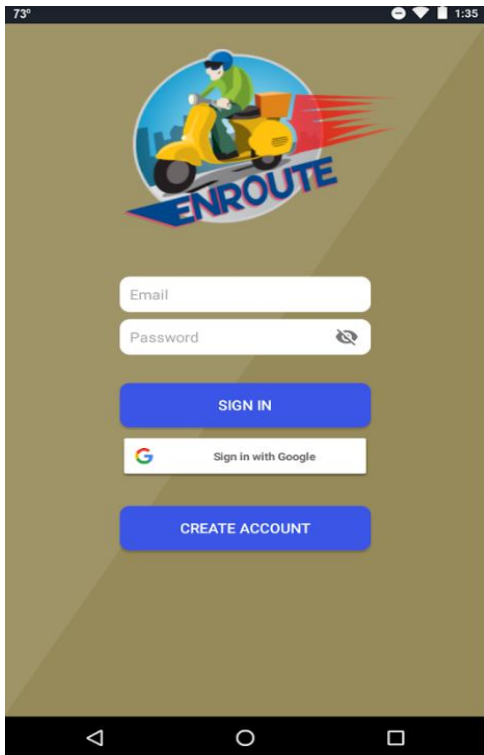 73°
1:35
ENROUTE
Email
Password
SIGN IN
G
Sign in with Google
CREATE ACCOUNT